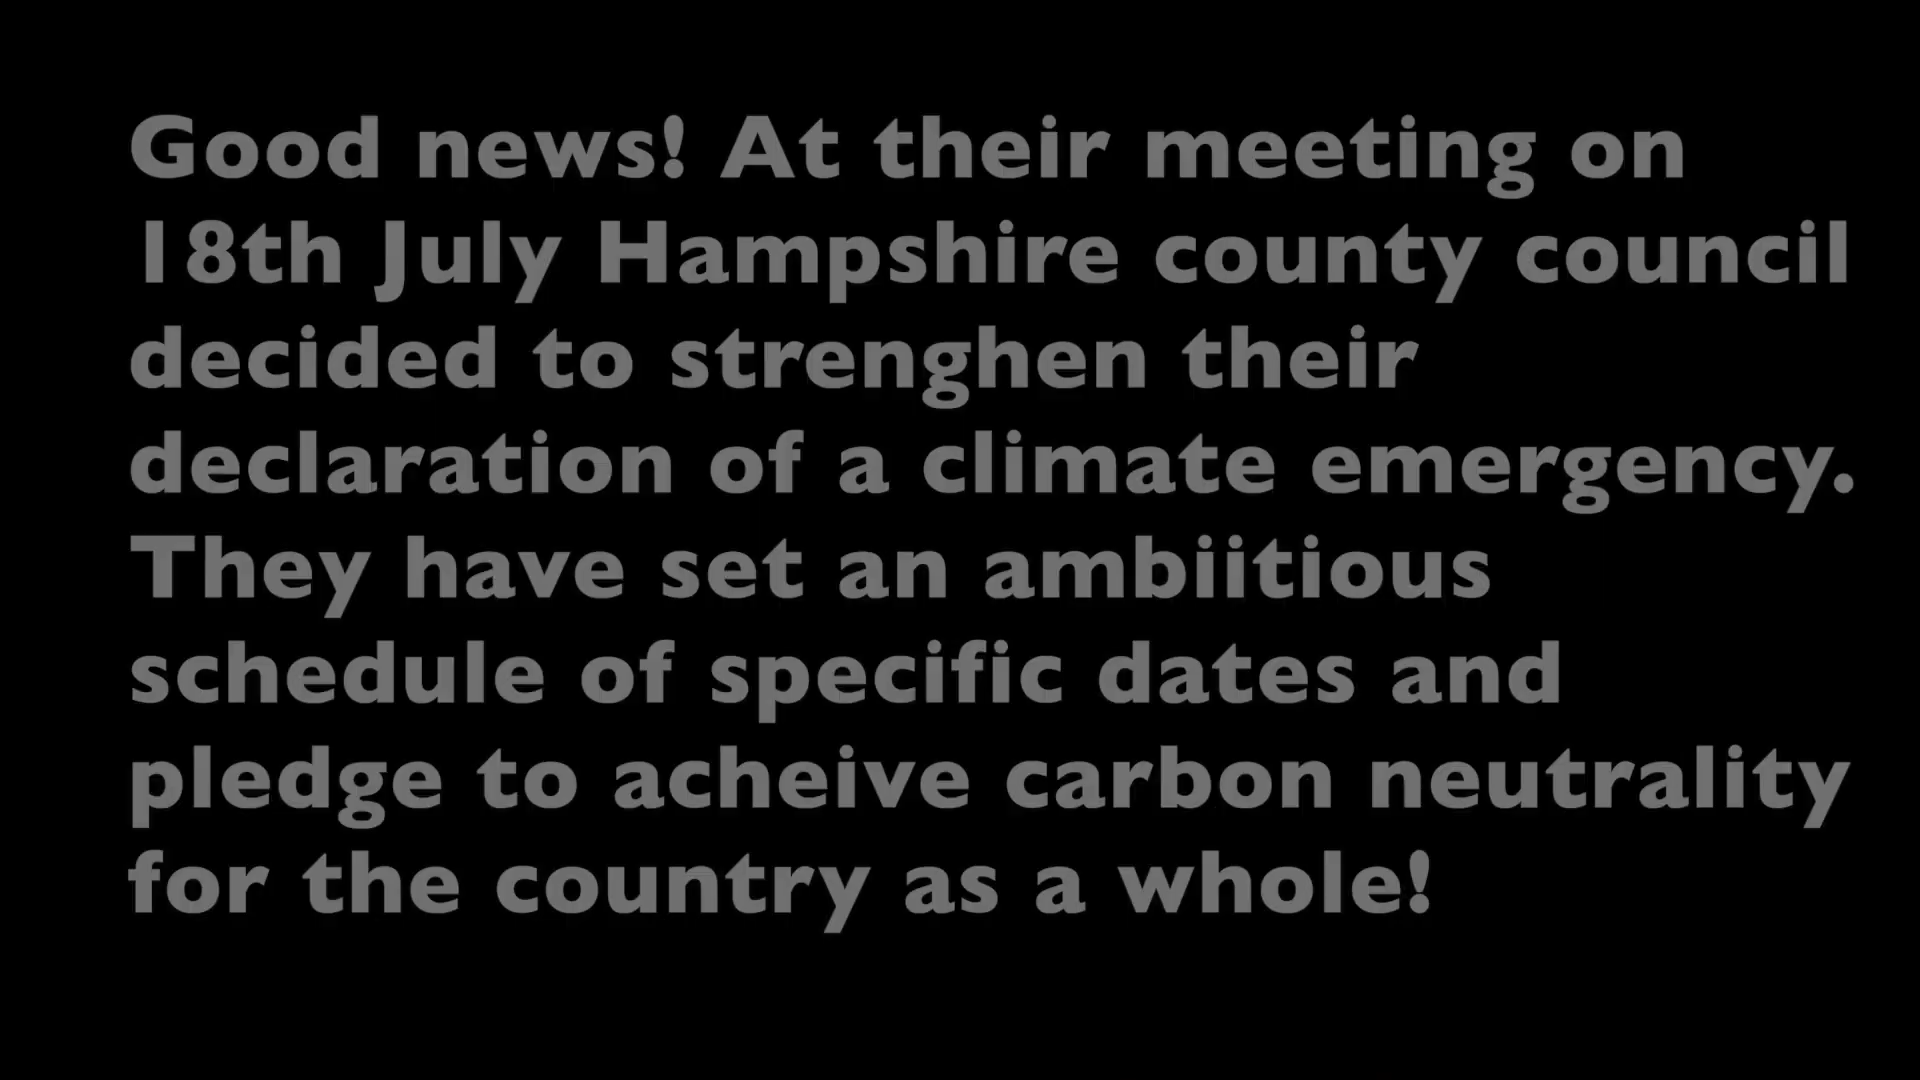 Good news! At their meeting on
18th July Hampshire county council
decided to strenghen their
declaration of a climate emergency.
They have set an ambiitious
schedule of specific dates and
pledge to acheive carbon neutrality
for the country as a whole!